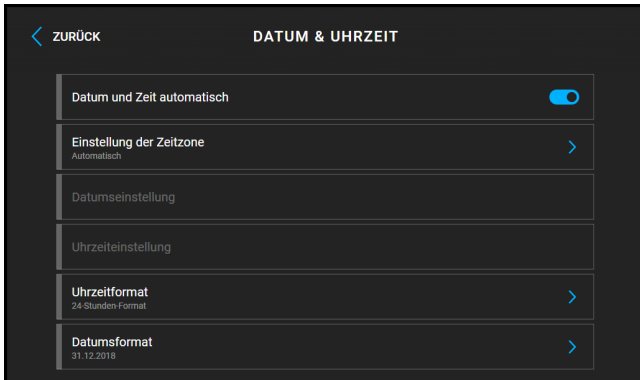 ZURÜCK
DATUM & UHRZEIT
Datum und Zeit automatisch
Einstellung der Zeitzone
Automatisch
Datumseinstellung
Uhrzeiteinstellung
Uhrzeitformat
24-Stunden-Format
Datumsformat
31.12.2018